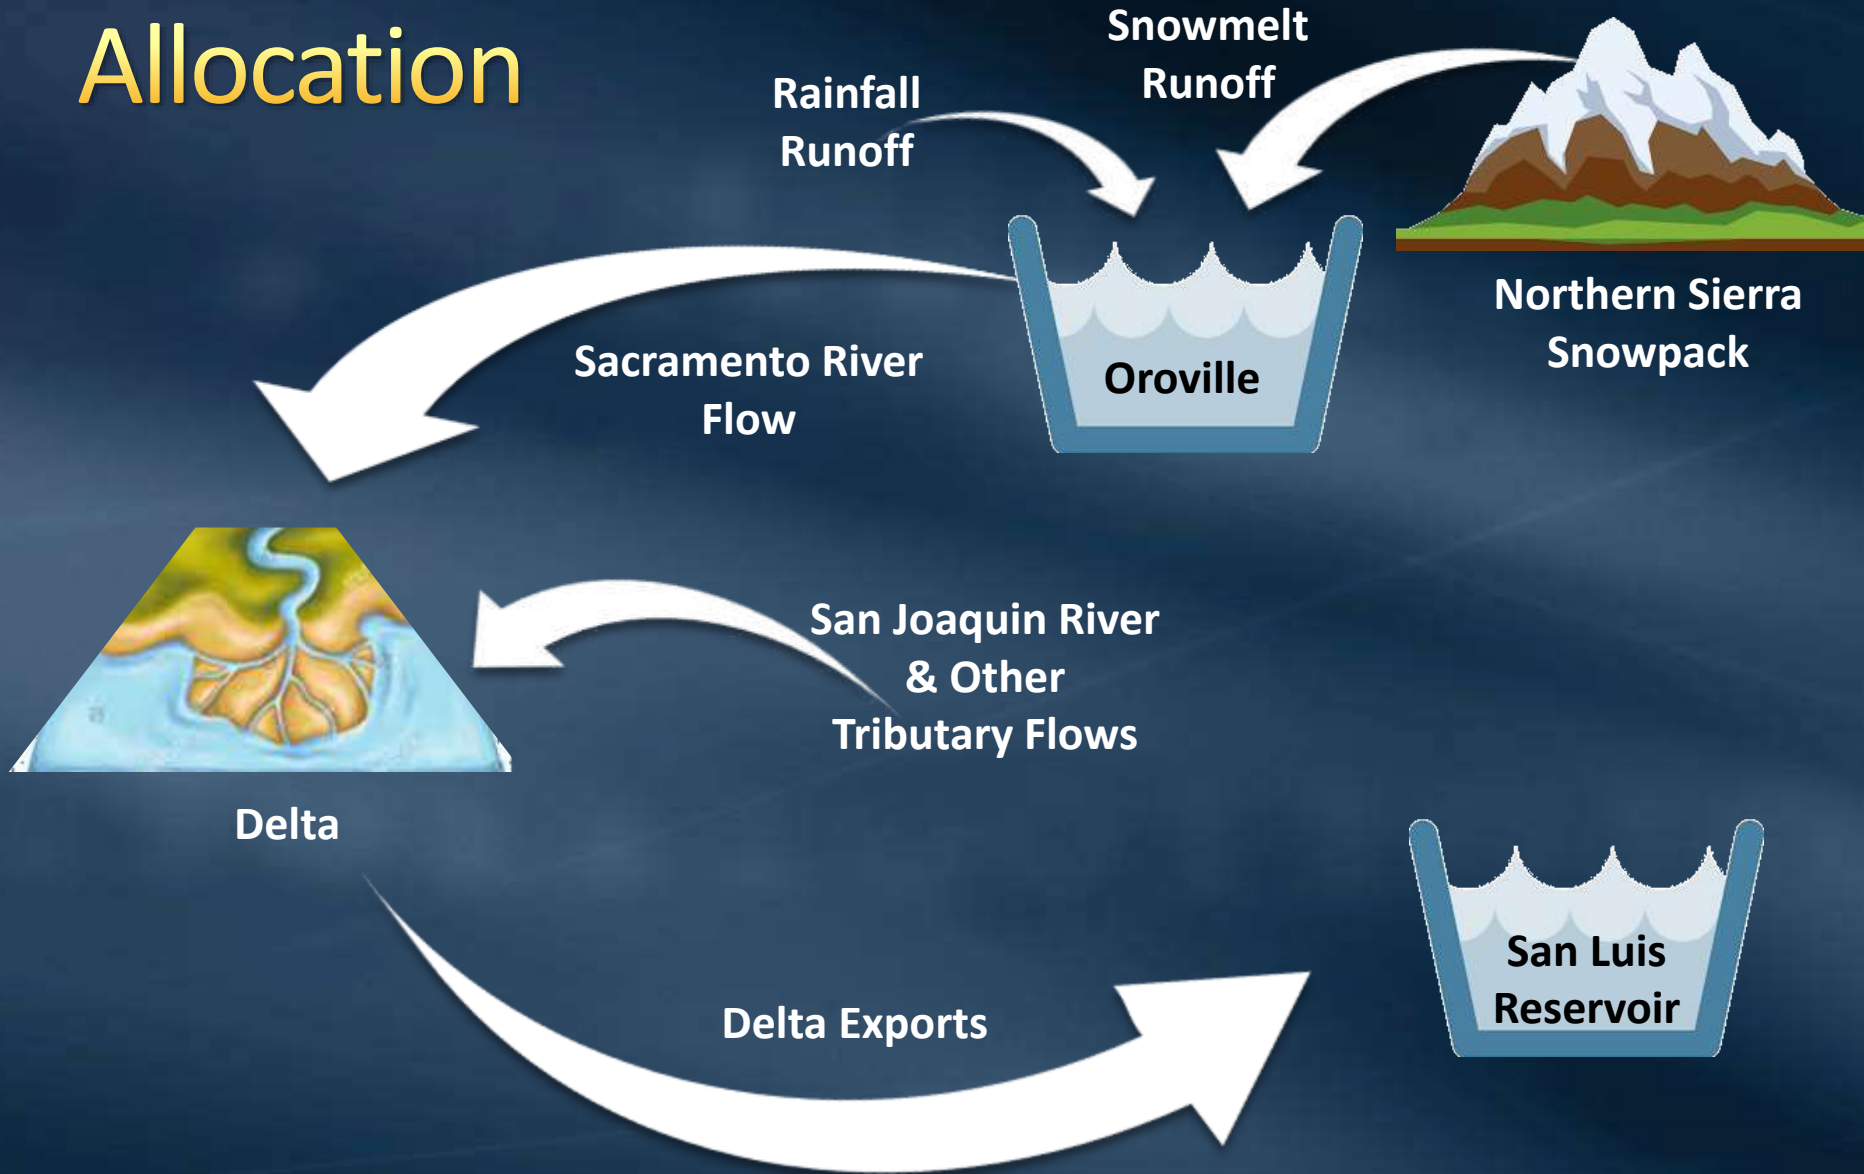 Allocation
Snowmelt
Runoff
Rainfall
Runoff
Northern Sierra
Snowpack
Oroville
Sacramento River
Flow
San Joaquin River
& Other
Tributary Flows
Delta
San Luis
Reservoir
Delta Exports